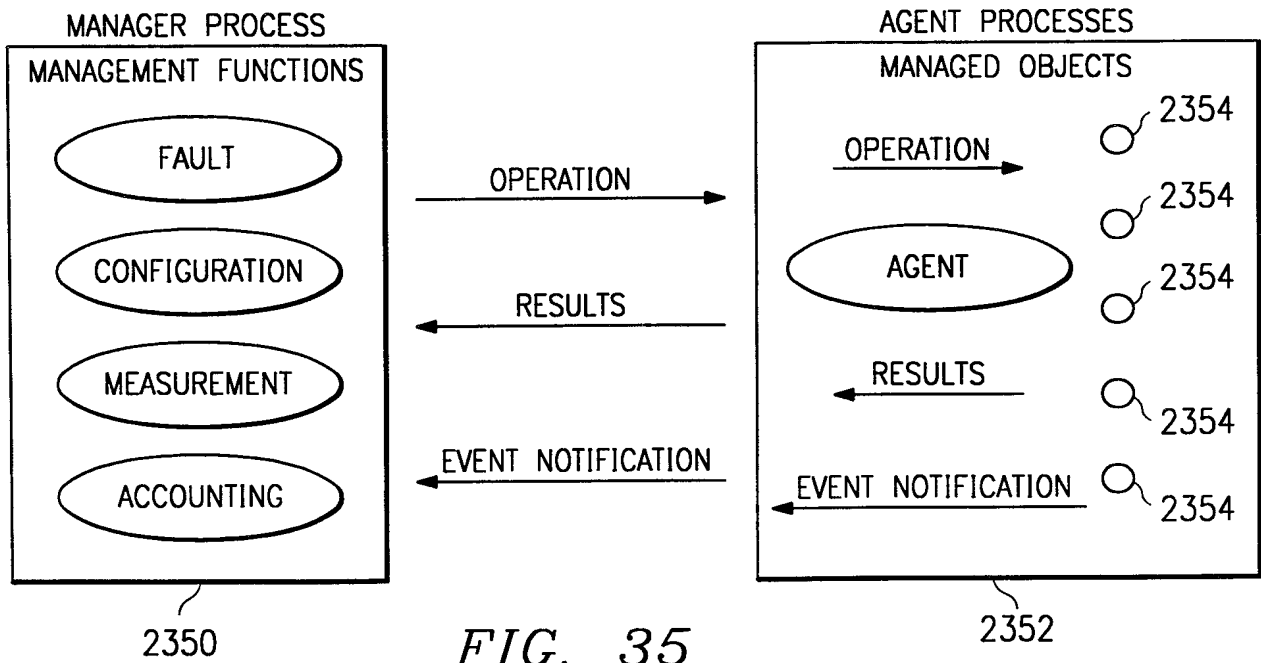 MANAGER PROCESS
MANAGEMENT FUNCTIONS
FAULT
CONFIGURATION
MEASUREMENT
ACCOUNTING
2350
OPERATION
RESULTS
EVENT NOTIFICATION
AGENT PROCESSES
MANAGED OBJECTS
2354
OPERATION
2354
AGENT
2354
RESULTS
2354
EVENT NOTIFICATION
2354
2352
FIG. 35